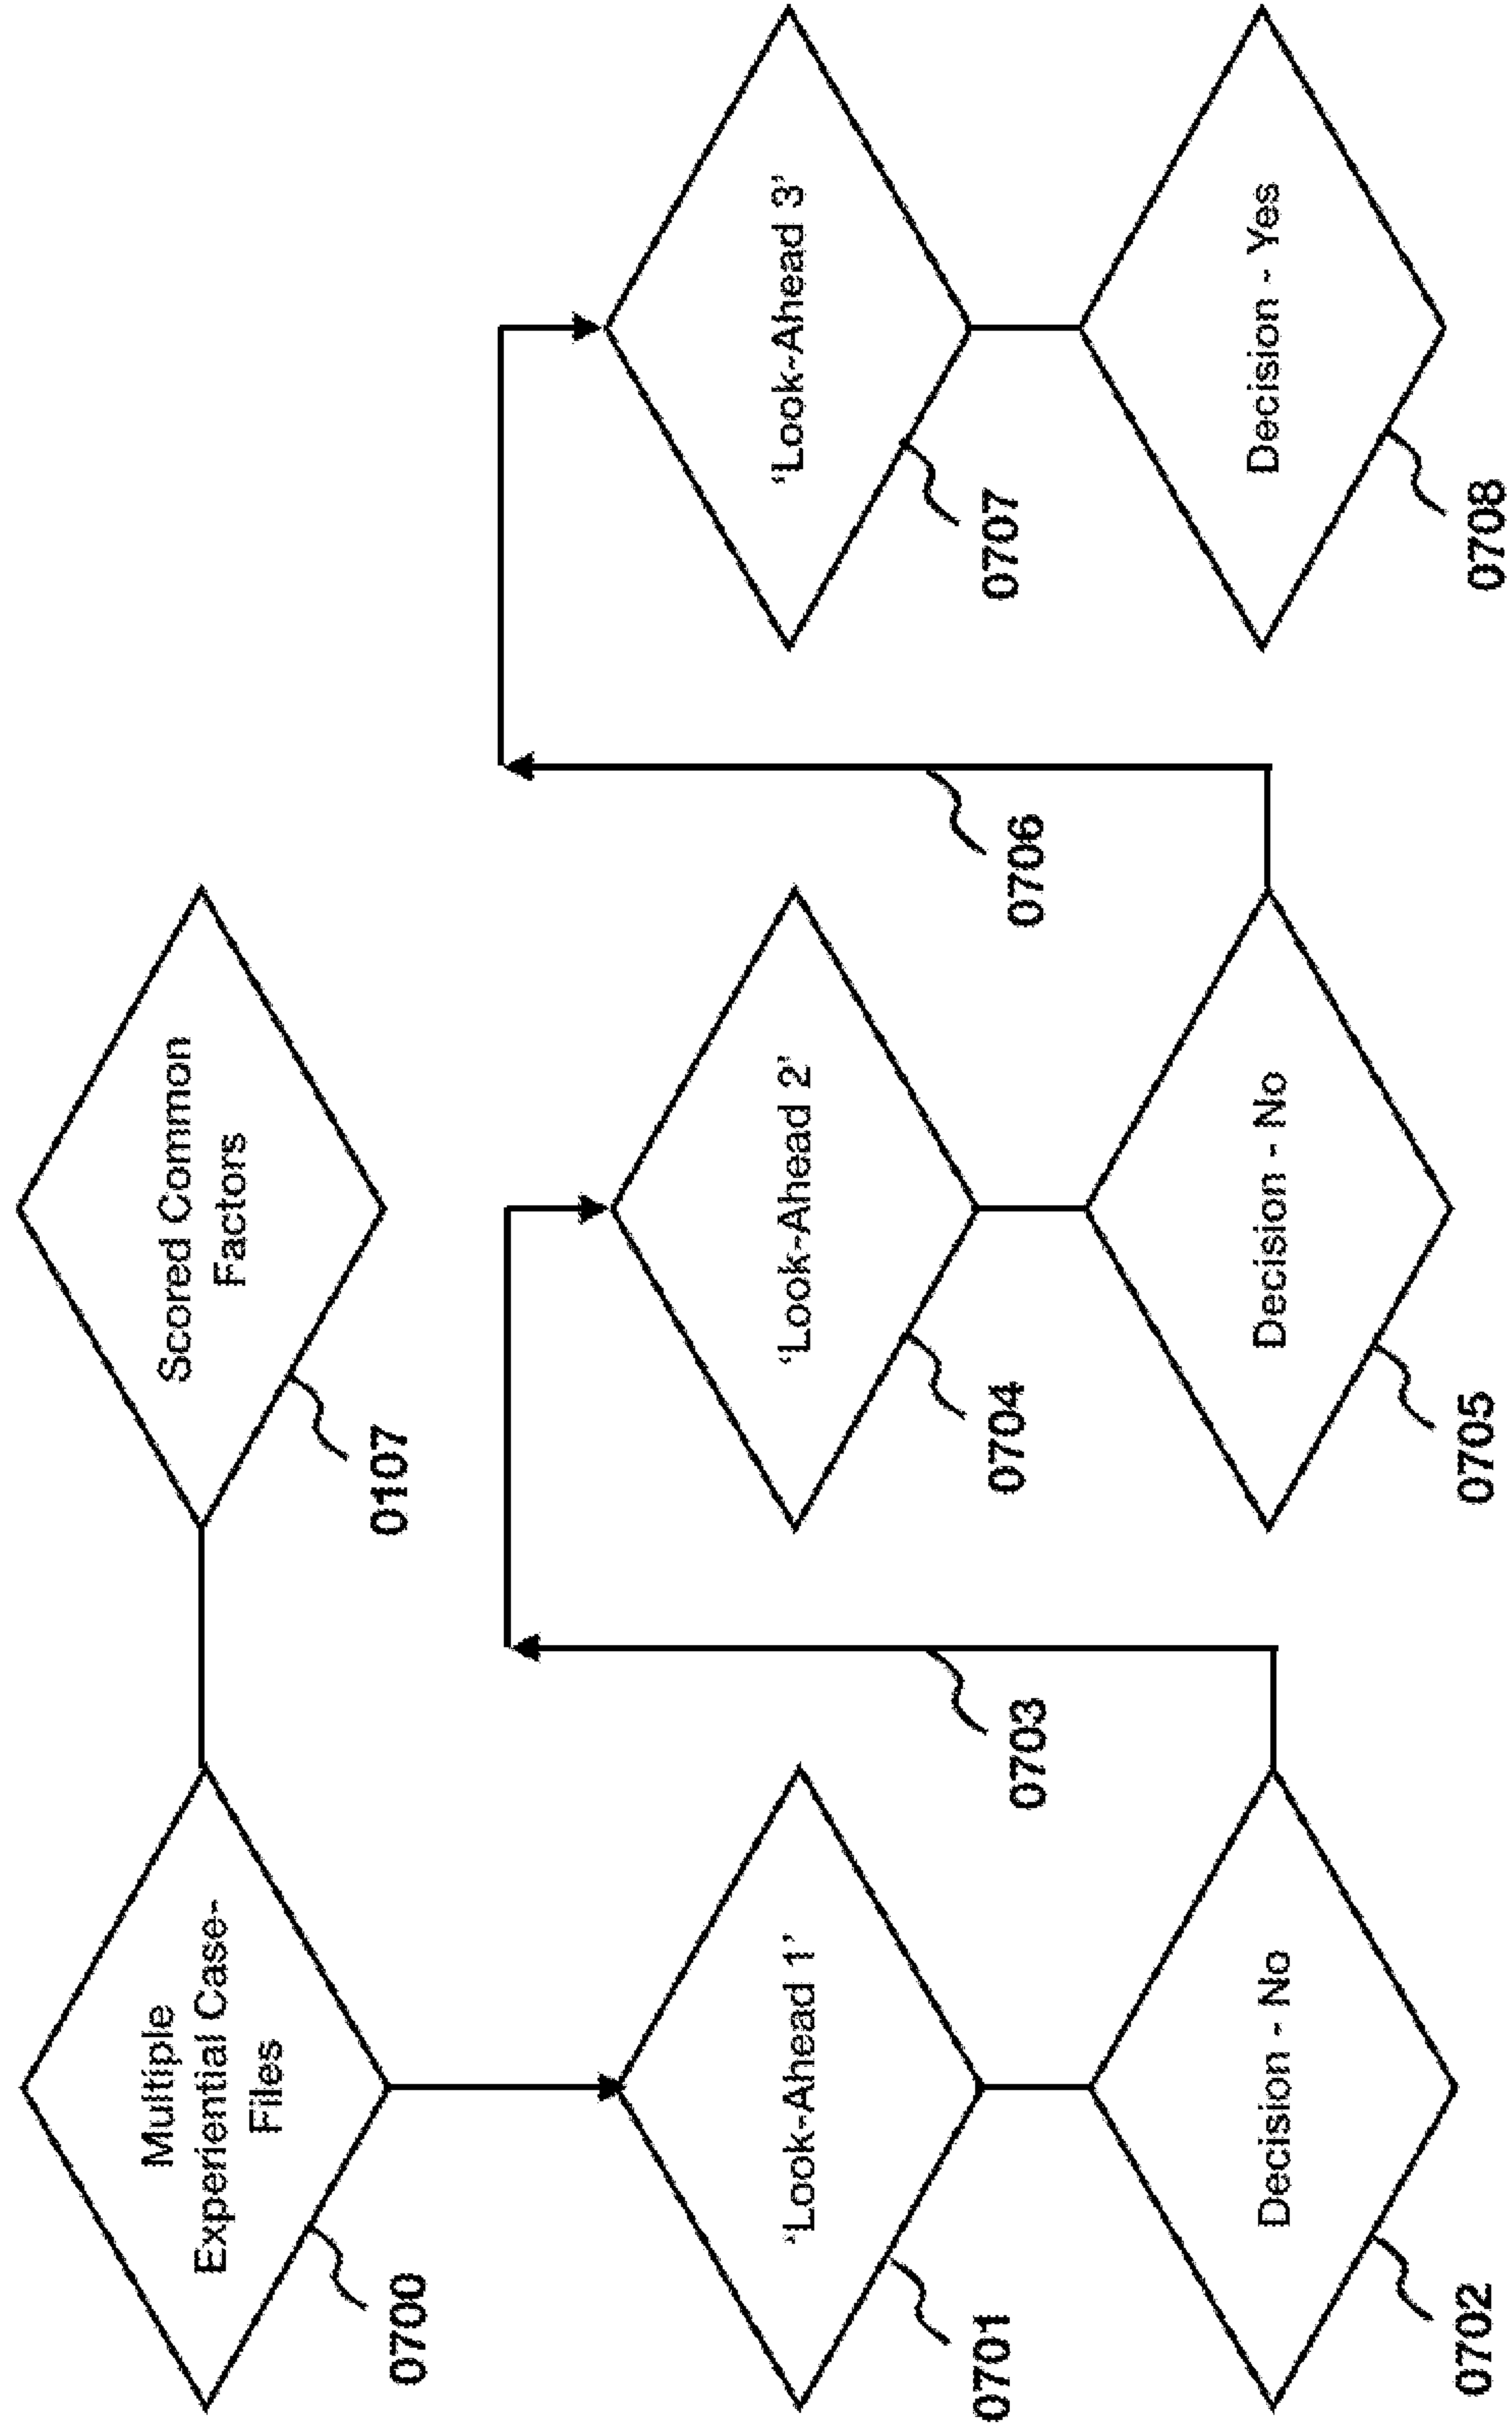 Multiple
Experiential Case-
Files
0700
Scored Common
Factors
0107
'Look-Ahead 1'
0701
Decision - No
0702
0703
'Look-Ahead 2'
0704
Decision - No
0705
0706
'Look-Ahead 3'
0707
Decision - Yes
0708